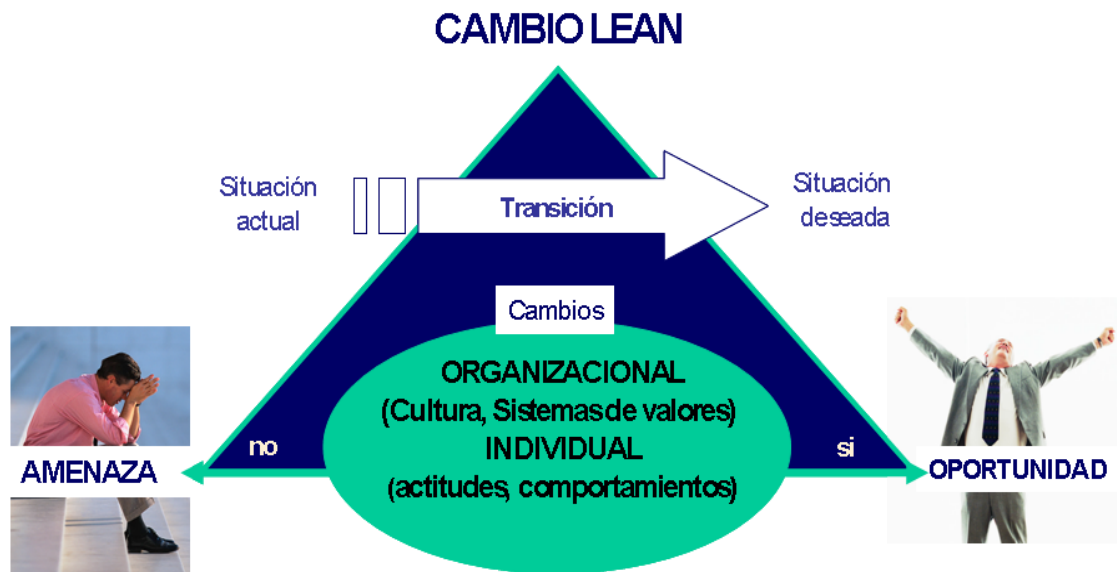 CAMBIO LEAN
Situación
actual
Transición
Situación
deseada
Cambios
ORGANIZACIONAL
(Cultura, Sistemas de valores)
INDIVIDUAL
(actitudes, comportamientos)
no
si
AMENAZA
OPORTUNIDAD